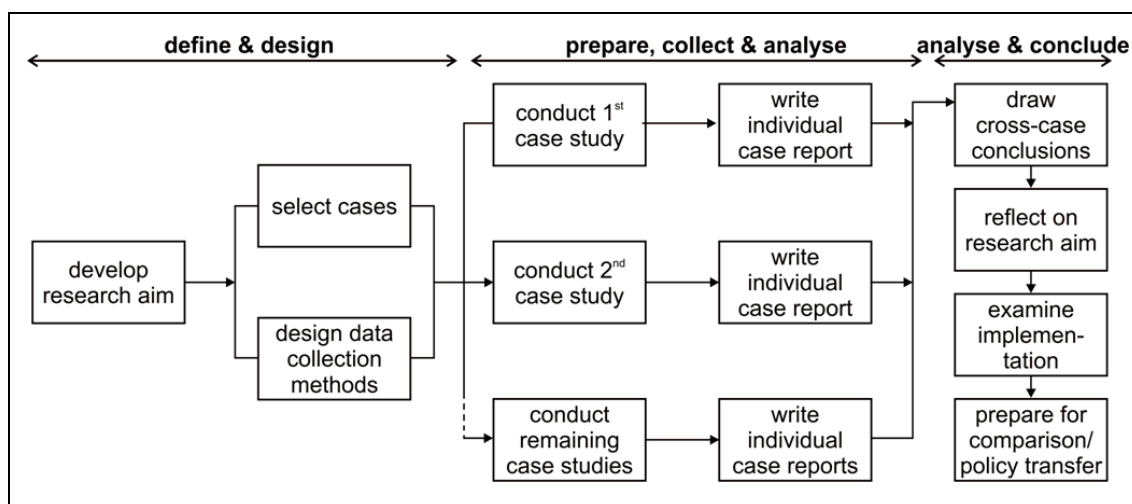 define & design
prepare, collect & analyse
analyse & conclude
develop
research aim
select cases
design data
collection
methods
conduct 1st
case study
write
individual
case report
conduct 2nd
case study
write
individual
case report
conduct
remaining
case studies
write
individual
case reports
draw
cross-case
conclusions
reflect on
research aim
examine
implemen-
tation
prepare for
comparison/
policy transfer